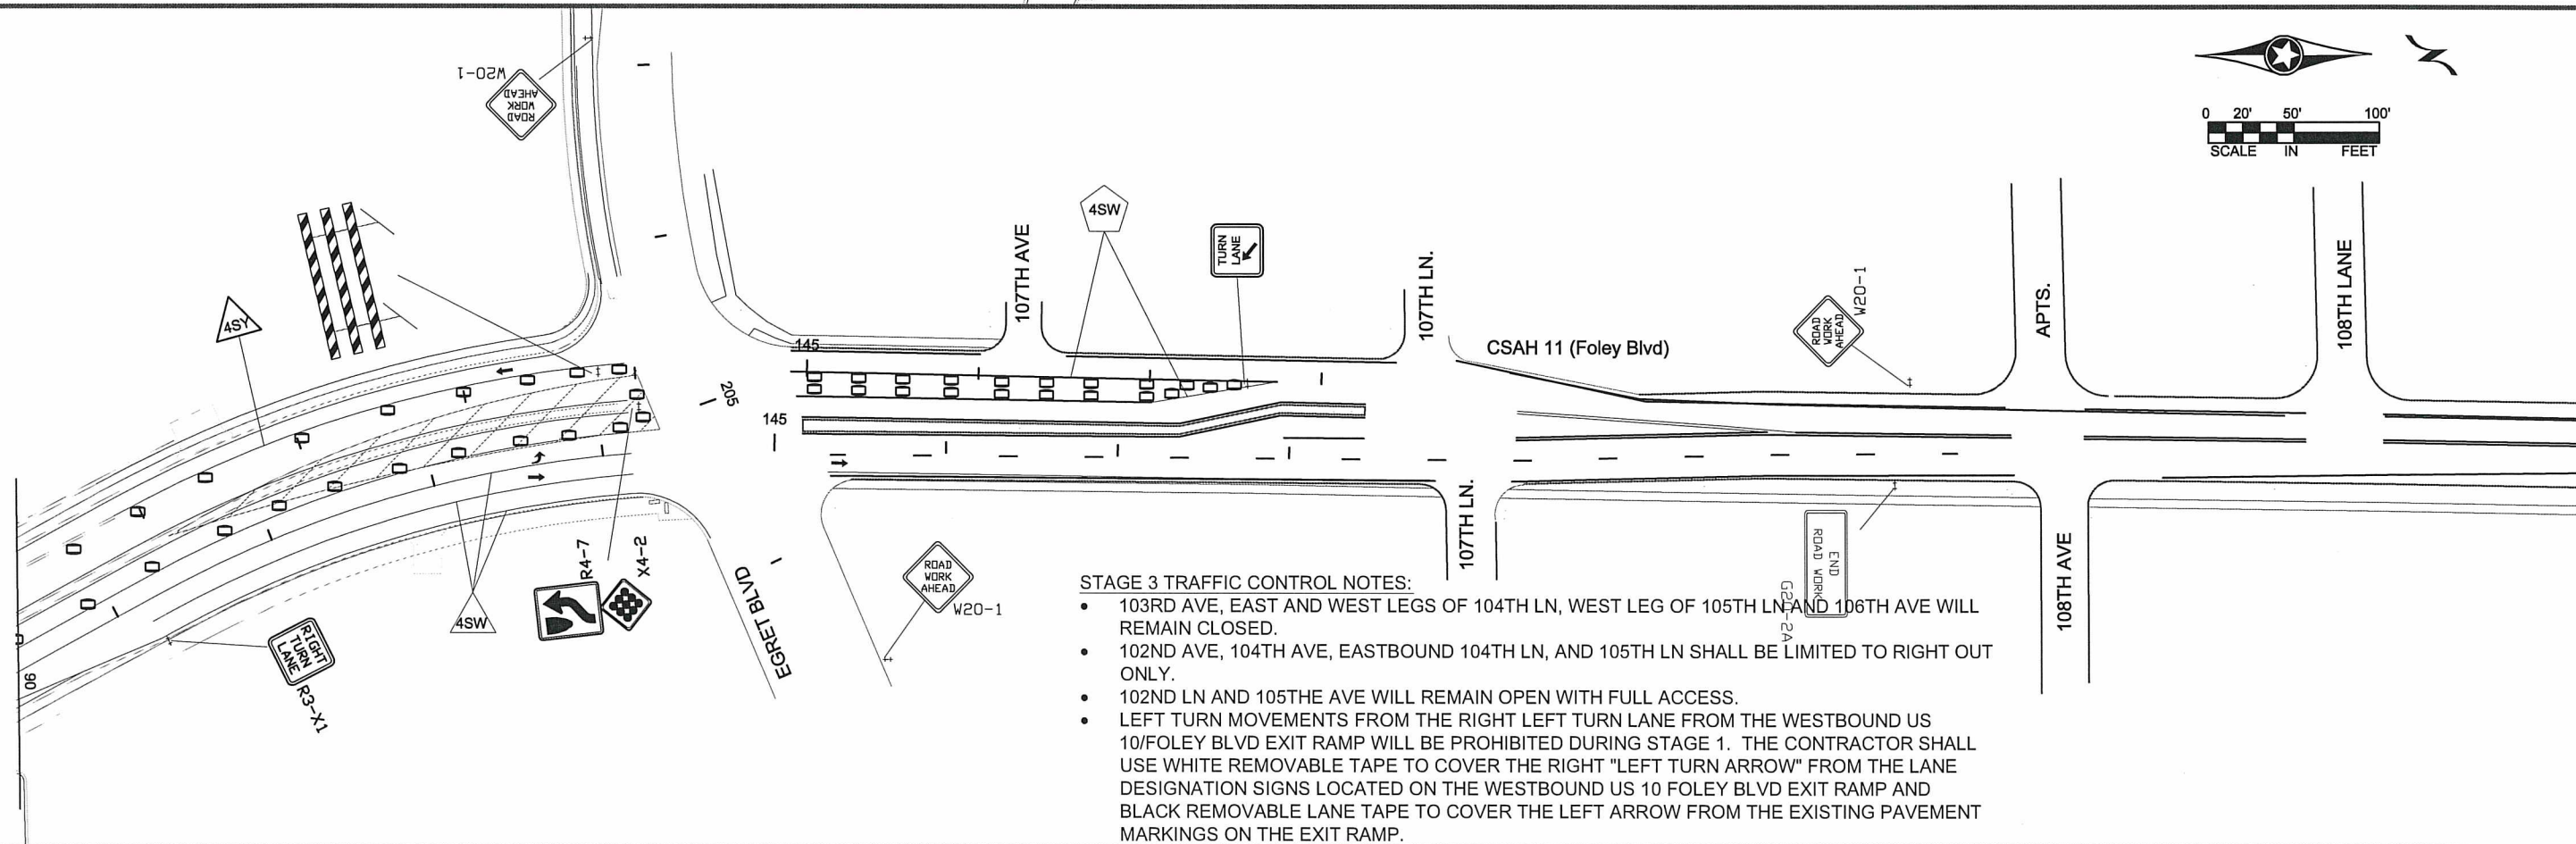 W20-1
ROAD
WORK
AHEAD
0 20' 50' 100'
SCALE IN FEET
4SY
4SW
TURN
LANE
107TH AVE
107TH LN.
CSAH 11 (Foley Blvd)
ROAD
WORK
AHEAD
W20-1
APTS.
108TH LANE
145
205
145
90
RIGHT
TURN
LANE
R3-X1
4SW
R4-7
X4-2
EGRET BLVD
ROAD
WORK
AHEAD
W20-1
107TH LN.
END
ROAD WORK
G20-2A
108TH AVE
STAGE 3 TRAFFIC CONTROL NOTES:
• 103RD AVE, EAST AND WEST LEGS OF 104TH LN, WEST LEG OF 105TH LN AND 106TH AVE WILL
REMAIN CLOSED.
• 102ND AVE, 104TH AVE, EASTBOUND 104TH LN, AND 105TH LN SHALL BE LIMITED TO RIGHT OUT
ONLY.
• 102ND LN AND 105THE AVE WILL REMAIN OPEN WITH FULL ACCESS.
• LEFT TURN MOVEMENTS FROM THE RIGHT LEFT TURN LANE FROM THE WESTBOUND US
10/FOLEY BLVD EXIT RAMP WILL BE PROHIBITED DURING STAGE 1. THE CONTRACTOR SHALL
USE WHITE REMOVABLE TAPE TO COVER THE RIGHT "LEFT TURN ARROW" FROM THE LANE
DESIGNATION SIGNS LOCATED ON THE WESTBOUND US 10 FOLEY BLVD EXIT RAMP AND
BLACK REMOVABLE LANE TAPE TO COVER THE LEFT ARROW FROM THE EXISTING PAVEMENT
MARKINGS ON THE EXIT RAMP.